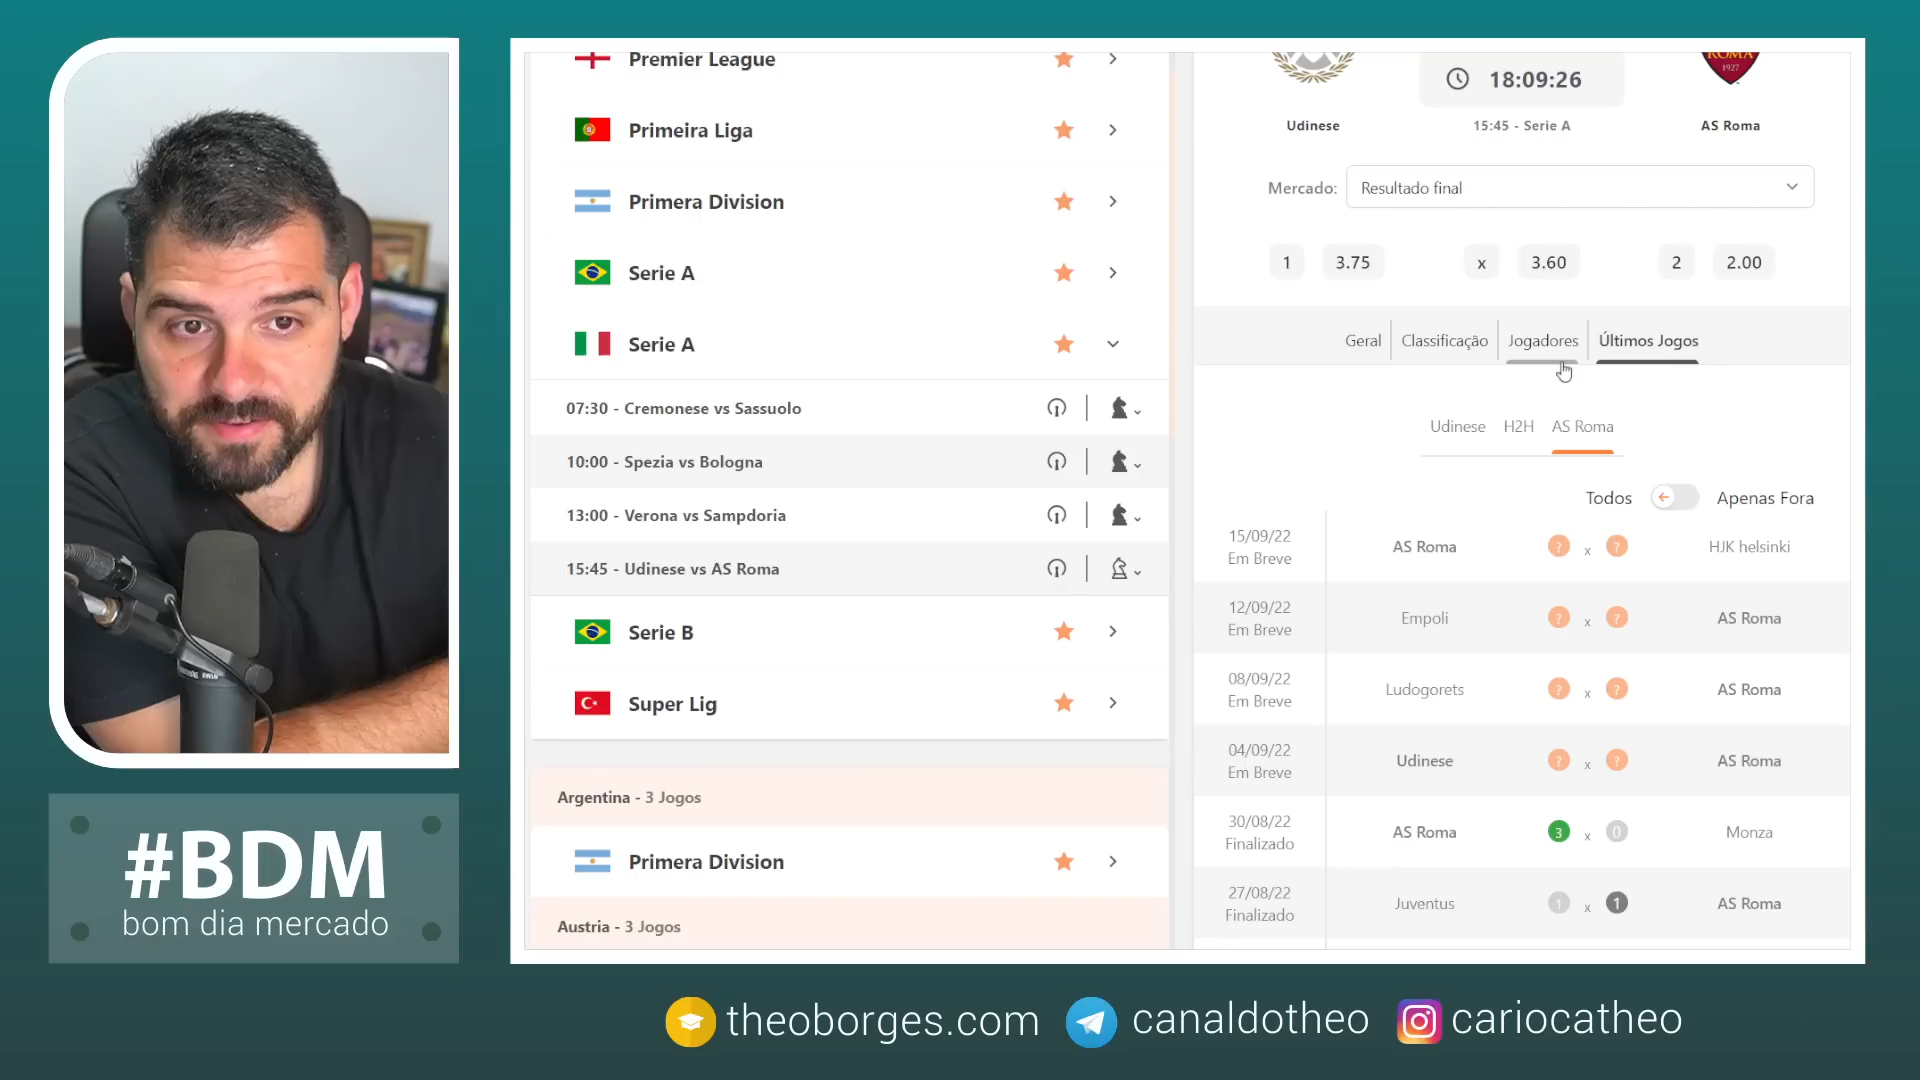 Premier League
Primeira Liga
Primera Division
Serie A
Serie A
07:30 - Cremonese vs Sassuolo
10:00 - Spezia vs Bologna
13:00 - Verona vs Sampdoria
15:45 - Udinese vs AS Roma
Serie B
Super Lig
Argentina - 3 Jogos
Primera Division
Austria - 3 Jogos
ROMA
1927
18:09:26
Udinese
15:45 - Serie A
AS Roma
Mercado: Resultado final
1 3.75 x 3.60 2 2.00
Geral Classificação Jogadores Últimos Jogos
Udinese H2H AS Roma
Todos Apenas Fora
15/09/22
Em Breve
AS Roma ? x ? HJK helsinki
12/09/22
Em Breve
Empoli ? x ? AS Roma
08/09/22
Em Breve
Ludogorets ? x ? AS Roma
04/09/22
Em Breve
Udinese ? x ? AS Roma
30/08/22
Finalizado
AS Roma 3 x 0 Monza
27/08/22
Finalizado
Juventus 1 x 1 AS Roma
#BDM
bom dia mercado
theoborges.com canaldotheo cariocatheo